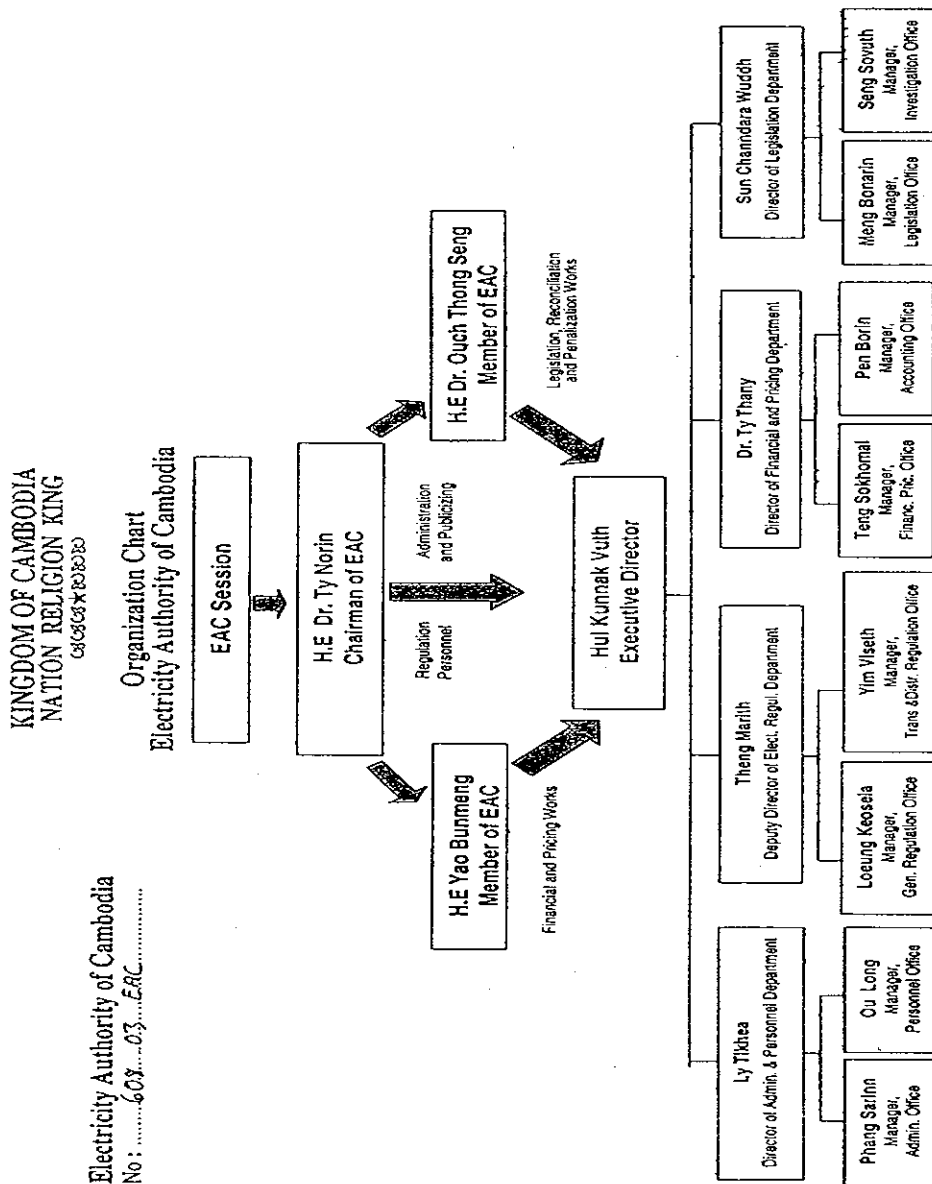 KINGDOM OF CAMBODIA
NATION RELIGION KING
Electricity Authority of Cambodia
No : 608 03 EAC
Organization Chart
Electricity Authority of Cambodia
EAC Session
H.E Dr. Ty Norin
Chairman of EAC
H.E Yao Bunmeng
Member of EAC
H.E Dr. Ouch Thong Seng
Member of EAC
Financial and Pricing Works
Regulation
Personnel
Administration
and Publicizing
Legislation, Reconciliation
and Penalization Works
Hul Kunnak Vuth
Executive Director
Ly Tikhea
Director of Admin. & Personnel Department
Theng Marith
Deputy Director of Elect. Regul. Department
Dr. Ty Thany
Director of Financial and Pricing Department
Sun Channdara Wuddh
Director of Legislation Department
Phang Sarinn
Manager,
Admin. Office
Ou Long
Manager,
Personnel Office
Loeung Keosela
Manager,
Gen. Regulation Office
Yim Viseth
Manager,
Trans &Distr. Regulation Office
Teng Sokhomal
Manager,
Financ. Pric. Office
Pen Borin
Manager,
Accounting Office
Meng Bonarin
Manager,
Legislation Office
Seng Sovuth
Manager,
Investigation Office